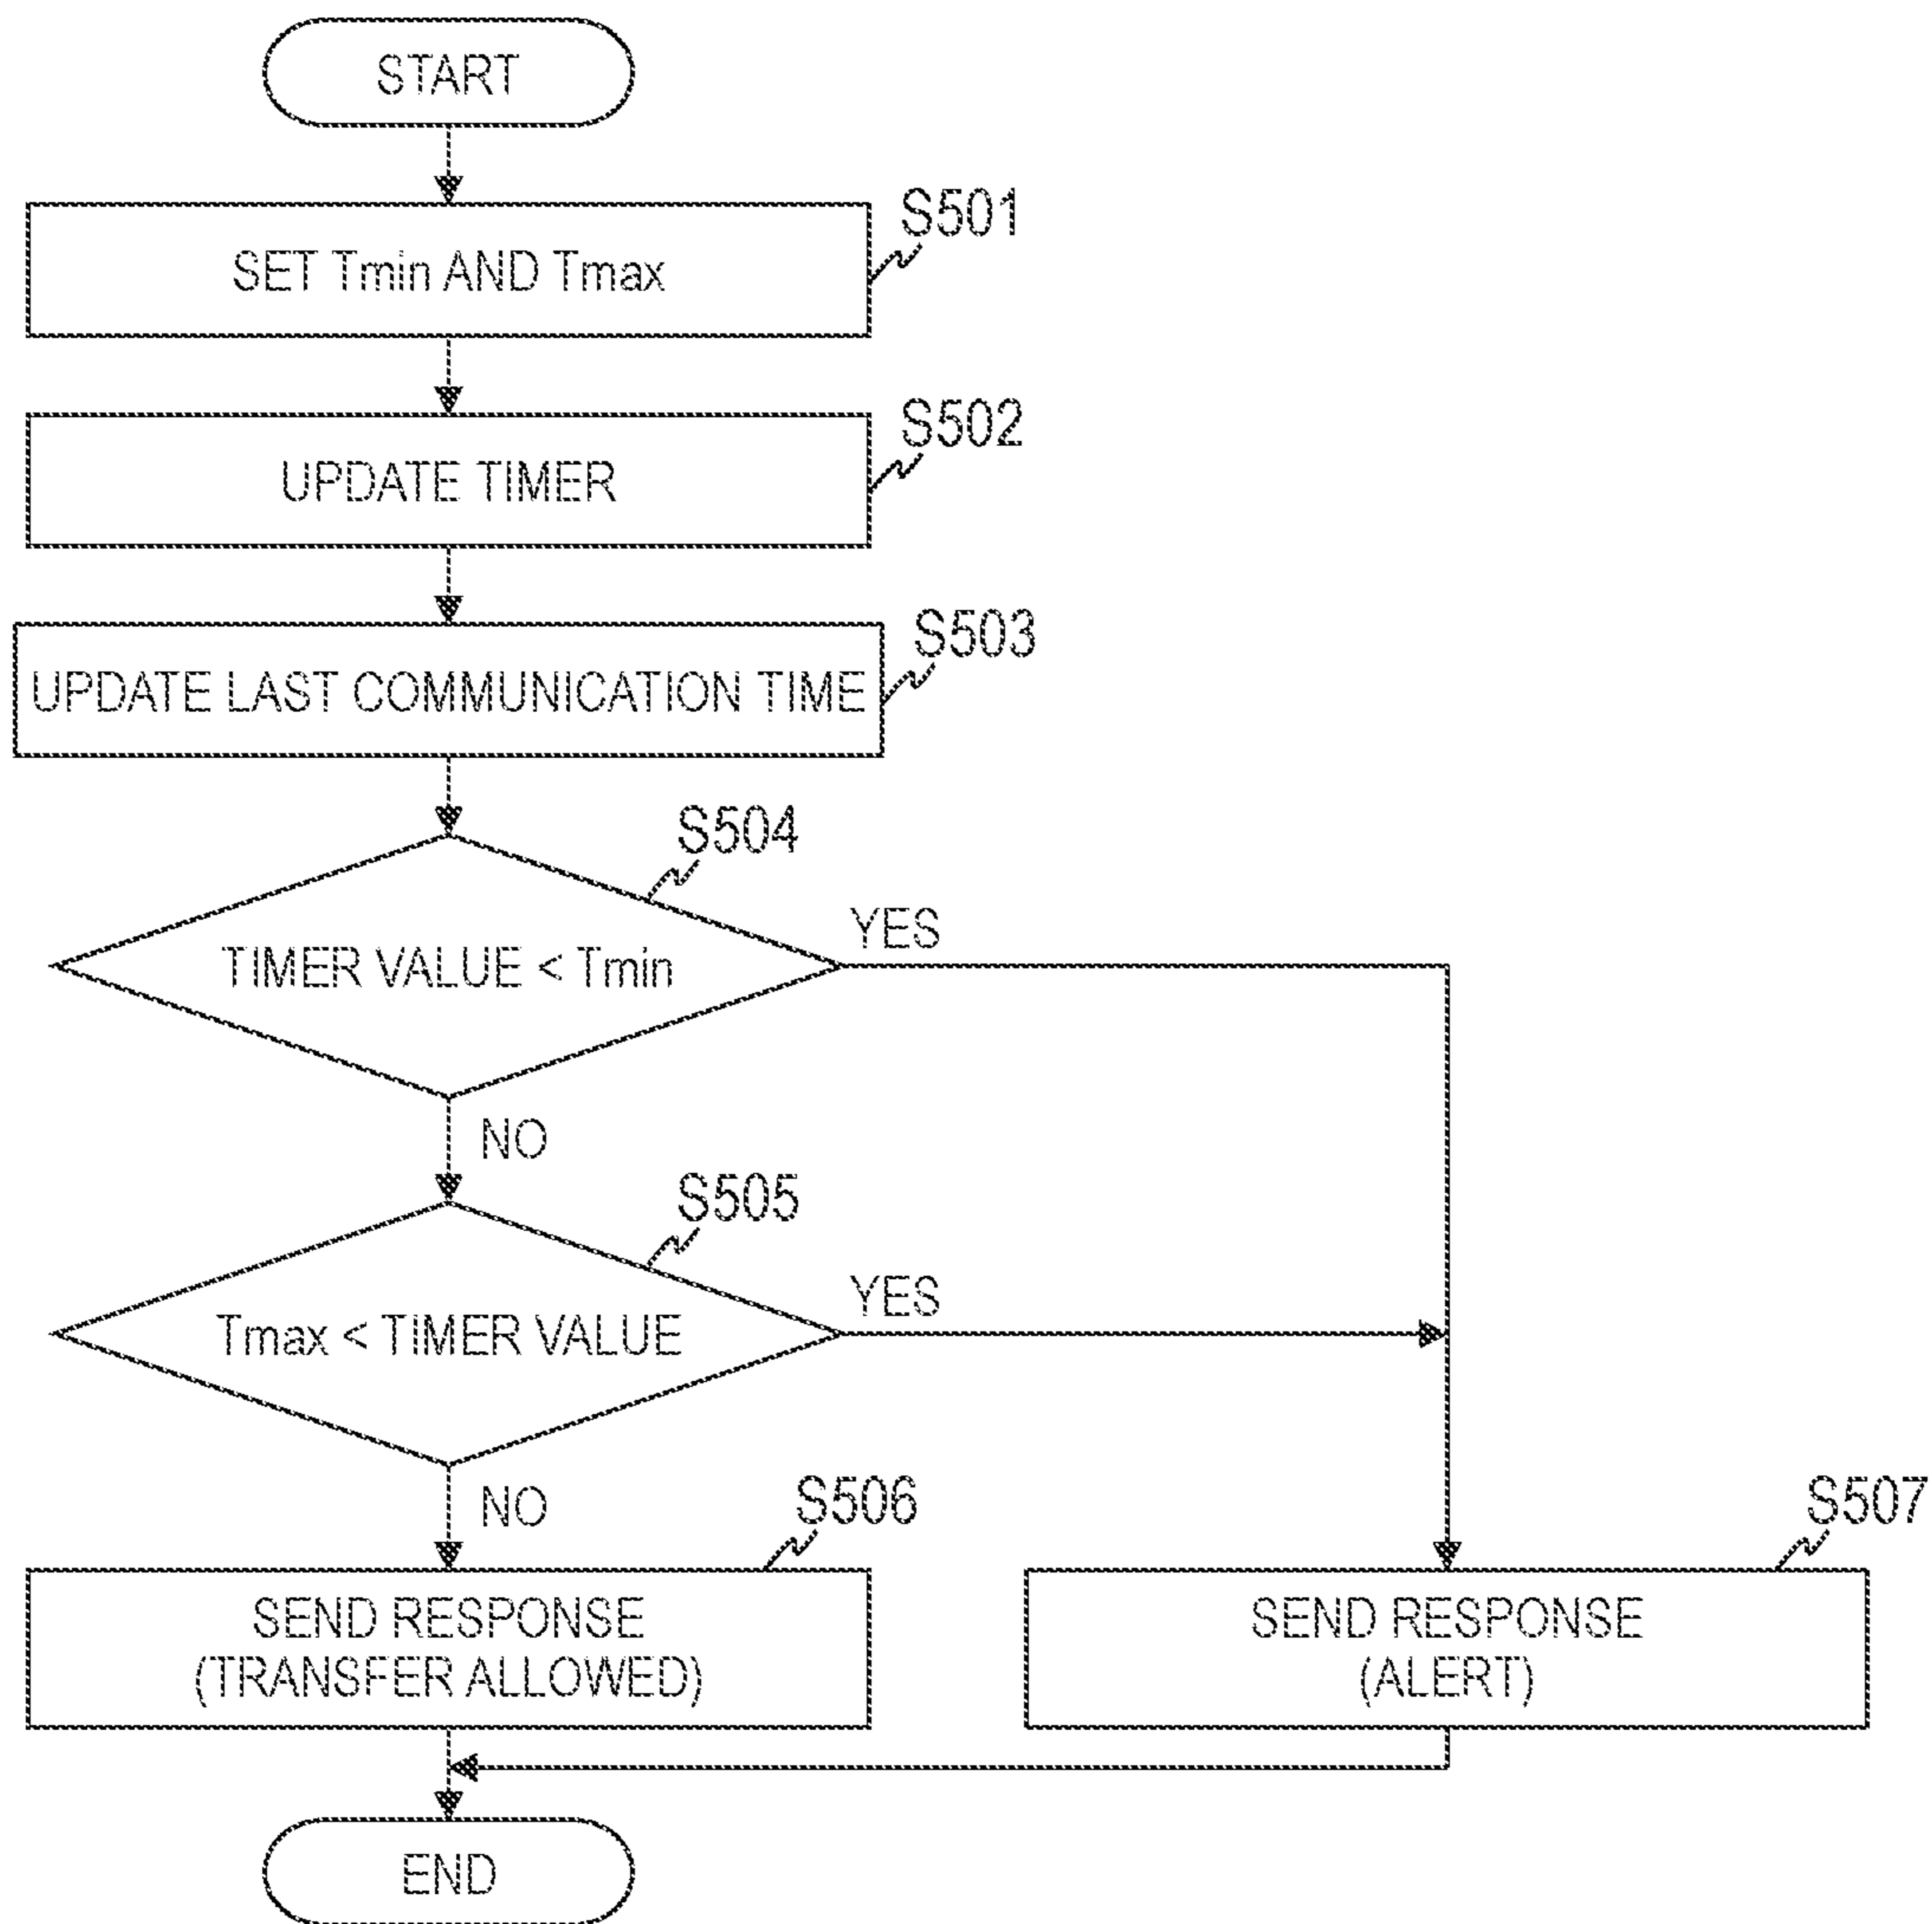 START
S501
SET Tmin AND Tmax
S502
UPDATE TIMER
S503
UPDATE LAST COMMUNICATION TIME
S504
YES
TIMER VALUE < Tmin
NO
S505
YES
Tmax < TIMER VALUE
NO
S506
S507
SEND RESPONSE
(TRANSFER ALLOWED)
SEND RESPONSE
(ALERT)
END